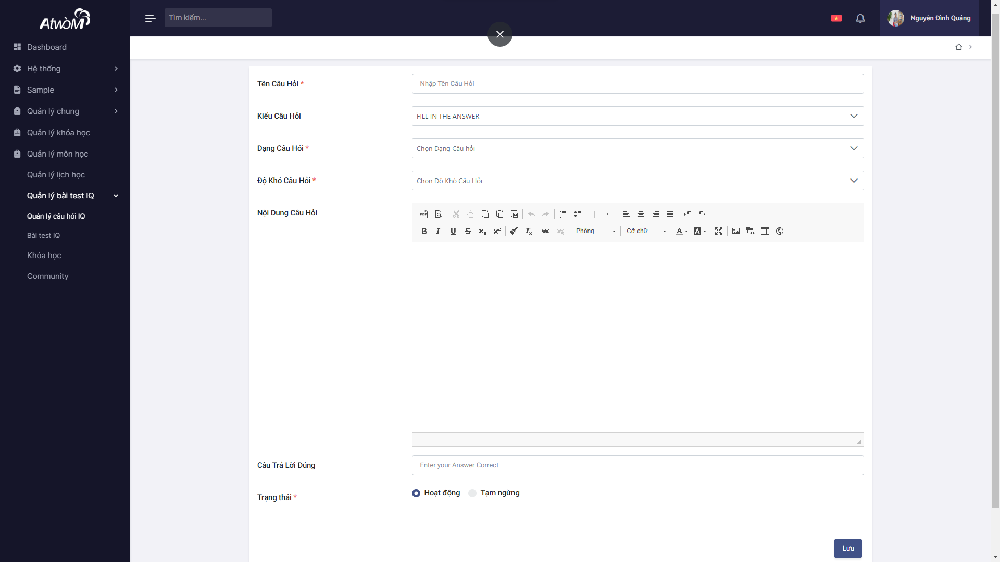 AtwòM
Dashboard
Hệ thống
Sample
Quản lý chung
Quản lý khóa học
Quản lý môn học
Quản lý lịch học
Quản lý bài test IQ
Quản lý câu hỏi IQ
Bài test IQ
Khóa học
Community
Tìm kiếm...
Nguyễn Đình Quảng
Tên Câu Hỏi *
Nhập Tên Câu Hỏi
Kiểu Câu Hỏi
FILL IN THE ANSWER
Dạng Câu Hỏi *
Chọn Dạng Câu hỏi
Độ Khó Câu Hỏi *
Chọn Độ Khó Câu Hỏi
Nội Dung Câu Hỏi
Phông
Cỡ chữ
Câu Trả Lời Đúng
Enter your Answer Correct
Trạng thái *
Hoạt động
Tạm ngừng
Lưu